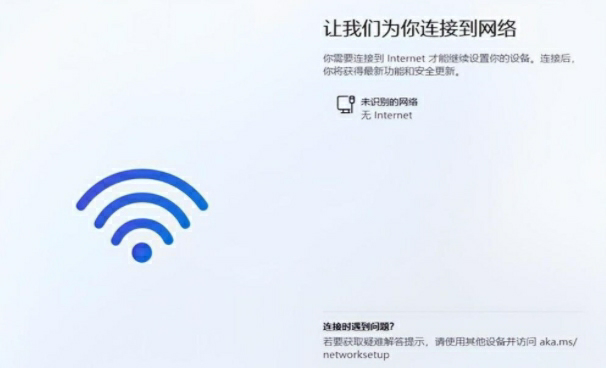 让我们为你连接到网络
你需要连接到 Internet 才能继续设置你的设备。连接后，
你将获得最新功能和安全更新。
未识别的网络
无 Internet
连接时遇到问题?
若要获取疑难解答提示，请使用其他设备并访问 aka.ms/
networksetup